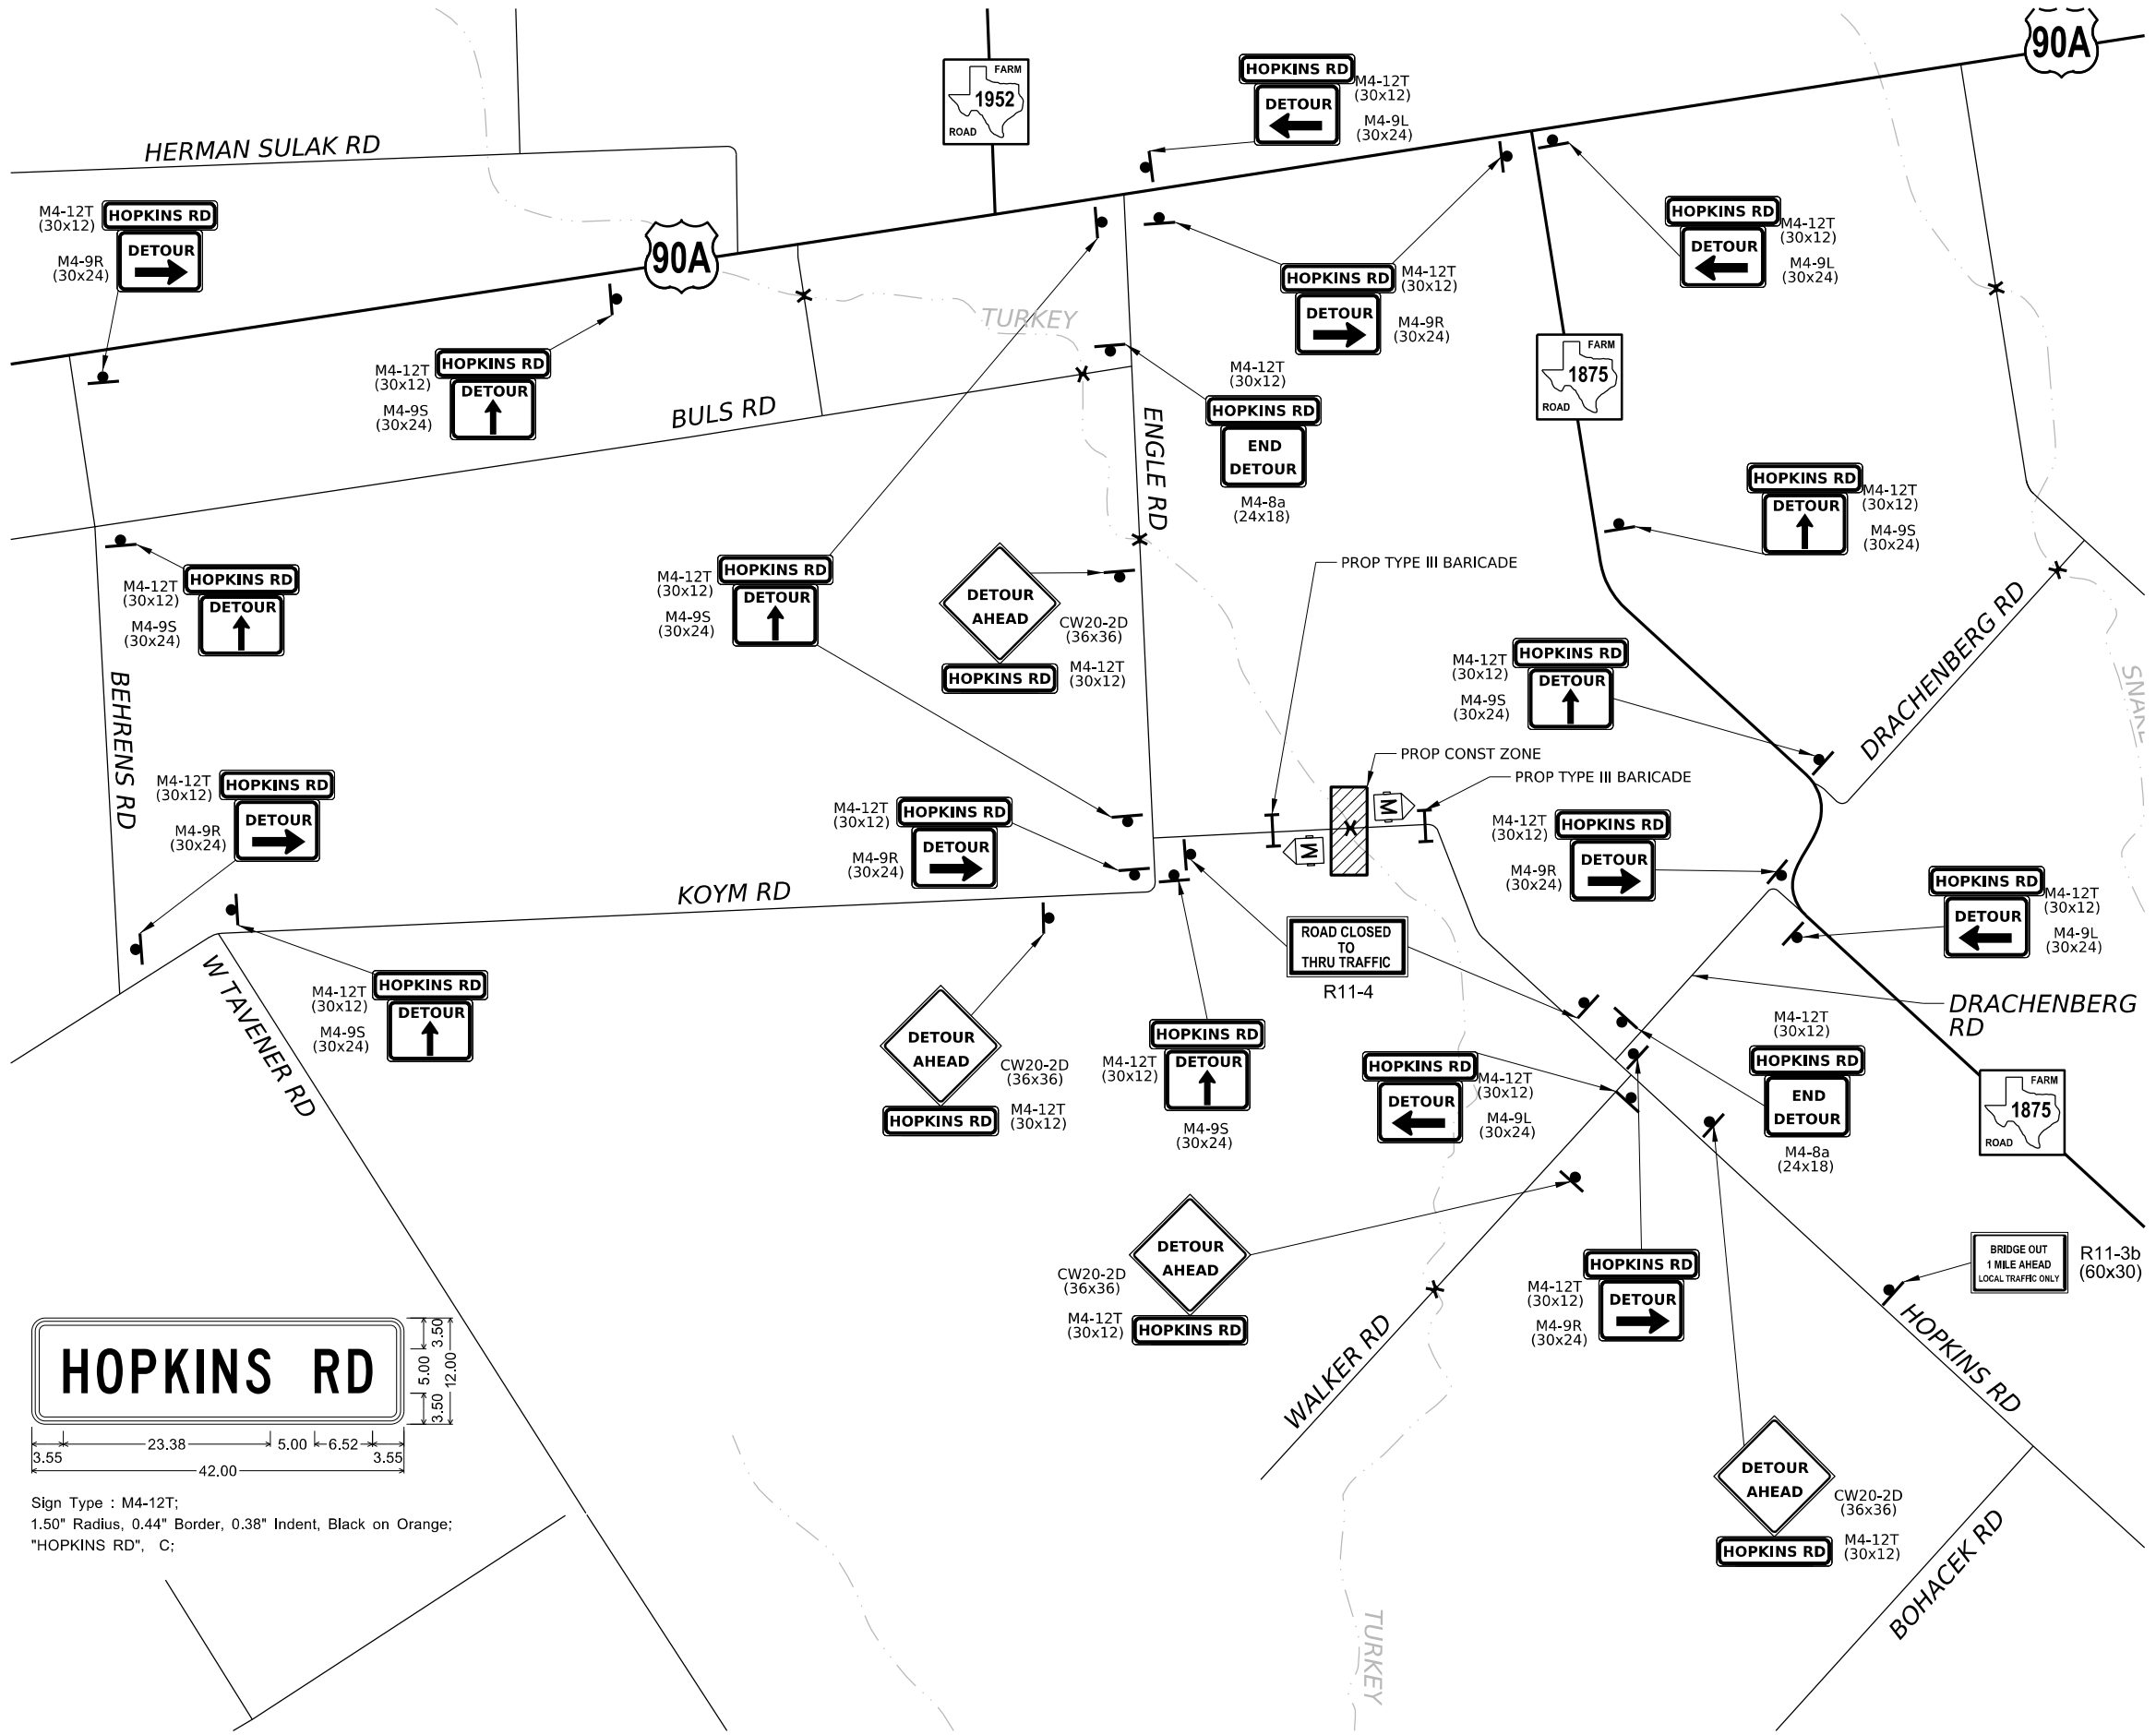 90A
FARM
1952
ROAD
HOPKINS RD
M4-12T
(30x12)
DETOUR
M4-9L
(30x24)
HERMAN SULAK RD
M4-12T
(30x12)
HOPKINS RD
M4-9R
(30x24)
DETOUR
90A
HOPKINS RD
M4-12T
(30x12)
DETOUR
M4-9L
(30x24)
HOPKINS RD
M4-12T
(30x12)
DETOUR
M4-9R
(30x24)
TURKEY
M4-12T
(30x12)
HOPKINS RD
M4-9S
(30x24)
DETOUR
FARM
1875
ROAD
BULS RD
M4-12T
(30x12)
HOPKINS RD
END
DETOUR
M4-8a
(24x18)
ENGLE RD
HOPKINS RD
M4-12T
(30x12)
DETOUR
M4-9S
(30x24)
M4-12T
(30x12)
HOPKINS RD
M4-9S
(30x24)
DETOUR
M4-12T
(30x12)
HOPKINS RD
M4-9S
(30x24)
DETOUR
DETOUR
AHEAD
CW20-2D
(36x36)
HOPKINS RD
M4-12T
(30x12)
PROP TYPE III BARICADE
DRACHENBERG RD
SNAKE
M4-12T
(30x12)
HOPKINS RD
M4-9S
(30x24)
DETOUR
BEHRENS RD
PROP CONST ZONE
PROP TYPE III BARICADE
M
M
M4-12T
(30x12)
HOPKINS RD
M4-9R
(30x24)
DETOUR
M4-12T
(30x12)
HOPKINS RD
M4-9R
(30x24)
DETOUR
M4-12T
(30x12)
HOPKINS RD
M4-9R
(30x24)
DETOUR
KOYM RD
HOPKINS RD
M4-12T
(30x12)
DETOUR
M4-9L
(30x24)
ROAD CLOSED
TO
THRU TRAFFIC
R11-4
W TAVENER RD
M4-12T
(30x12)
HOPKINS RD
M4-9S
(30x24)
DETOUR
DETOUR
AHEAD
CW20-2D
(36x36)
HOPKINS RD
M4-12T
(30x12)
HOPKINS RD
M4-12T
(30x12)
DETOUR
M4-9S
(30x24)
DRACHENBERG
RD
HOPKINS RD
M4-12T
(30x12)
DETOUR
M4-9L
(30x24)
M4-12T
(30x12)
HOPKINS RD
END
DETOUR
M4-8a
(24x18)
FARM
1875
ROAD
DETOUR
AHEAD
CW20-2D
(36x36)
M4-12T
(30x12)
HOPKINS RD
HOPKINS RD
M4-12T
(30x12)
DETOUR
M4-9R
(30x24)
BRIDGE OUT
1 MILE AHEAD
LOCAL TRAFFIC ONLY
R11-3b
(60x30)
WALKER RD
HOPKINS RD
HOPKINS RD
3.50
5.00
3.50
12.00
3.55
23.38
5.00
6.52
3.55
42.00
Sign Type : M4-12T;
1.50" Radius, 0.44" Border, 0.38" Indent, Black on Orange;
"HOPKINS RD", C;
DETOUR
AHEAD
CW20-2D
(36x36)
HOPKINS RD
M4-12T
(30x12)
BOHACEK RD
TURKEY